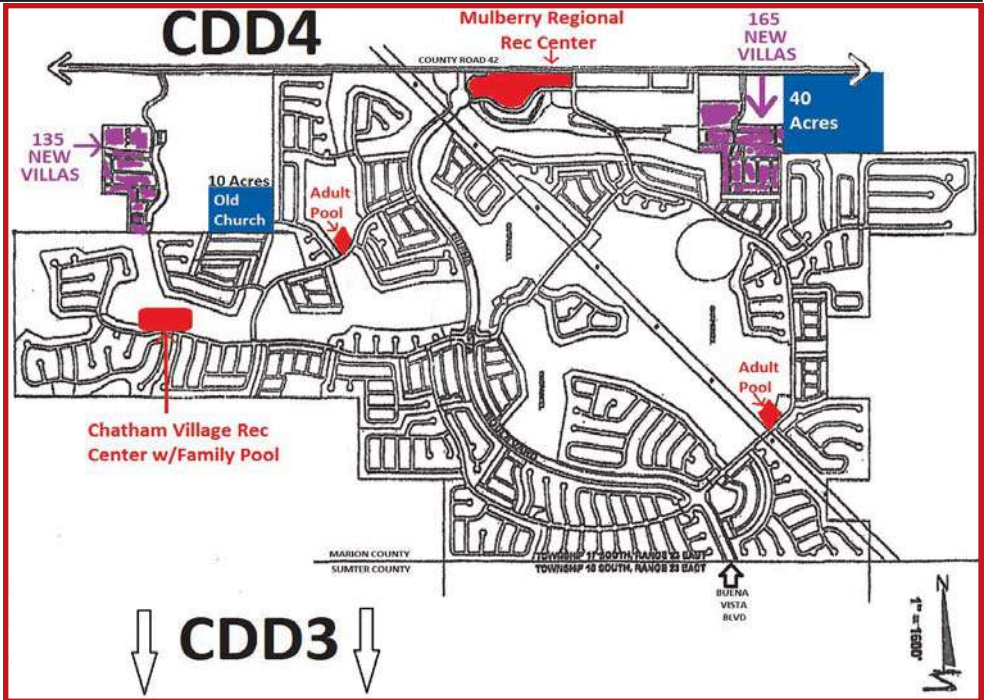 CDD4
Mulberry Regional
Rec Center
165
NEW
VILLAS
COUNTY ROAD 42
40
Acres
135
NEW
VILLAS
10 Acres
Old
Church
Adult
Pool
Adult
Pool
Chatham Village Rec
Center w/Family Pool
MARION COUNTY
SUMTER COUNTY
TOWNSHIP 17 SOUTH, RANGE 23 EAST
TOWNSHIP 18 SOUTH, RANGE 23 EAST
BUENA
VISTA
BLVD
CDD3
N
1" = 1600'